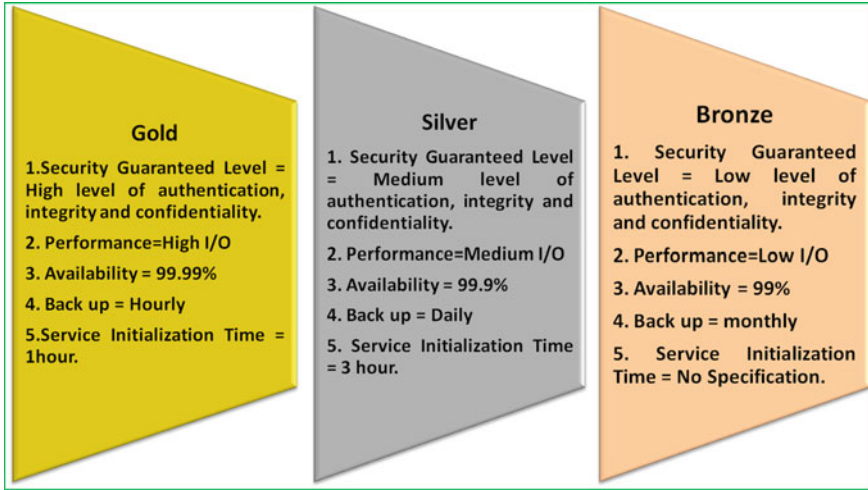 Gold
1.Security Guaranteed Level =
High level of authentication,
integrity and confidentiality.
2. Performance=High I/O
3. Availability = 99.99%
4. Back up = Hourly
5.Service Initialization Time =
1hour.
Silver
1. Security Guaranteed Level
= Medium level of
authentication, integrity and
confidentiality.
2. Performance=Medium I/O
3. Availability = 99.9%
4. Back up = Daily
5. Service Initialization Time
= 3 hour.
Bronze
1. Security Guaranteed
Level = Low level of
authentication, integrity
and confidentiality.
2. Performance=Low I/O
3. Availability = 99%
4. Back up = monthly
5. Service Initialization
Time = No Specification.